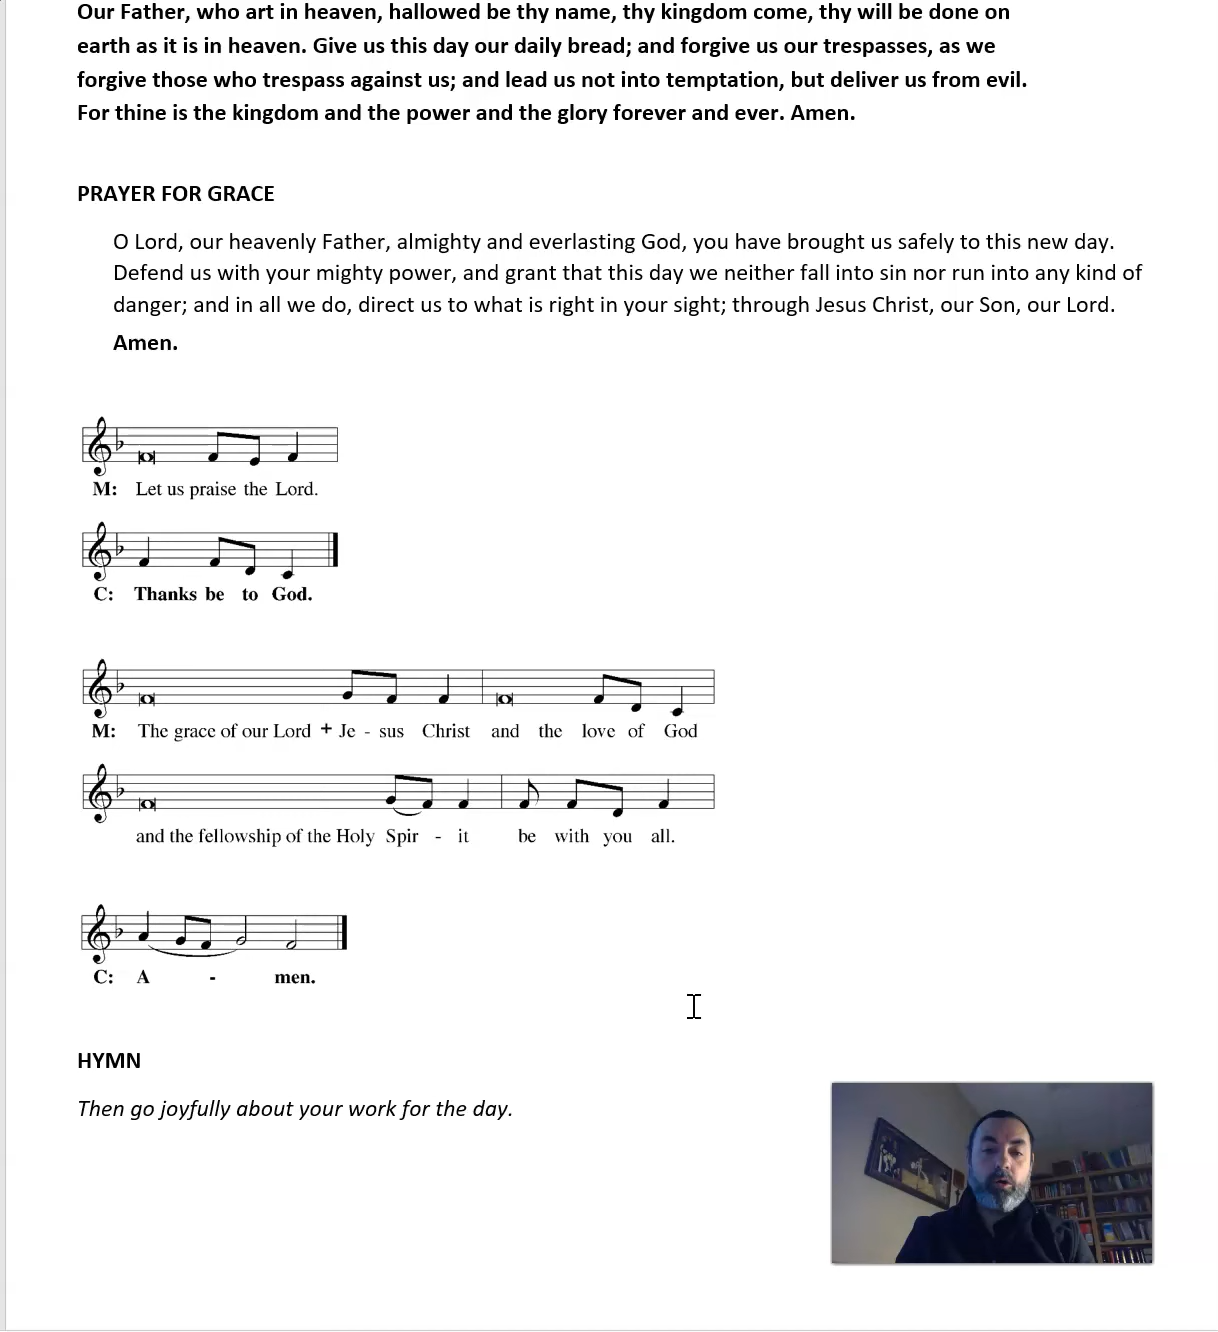 Our Father, who art in heaven, hallowed be thy name, thy kingdom come, thy will be done on
earth as it is in heaven. Give us this day our daily bread; and forgive us our trespasses, as we
forgive those who trespass against us; and lead us not into temptation, but deliver us from evil.
For thine is the kingdom and the power and the glory forever and ever. Amen.
PRAYER FOR GRACE
O Lord, our heavenly Father, almighty and everlasting God, you have brought us safely to this new day.
Defend us with your mighty power, and grant that this day we neither fall into sin nor run into any kind of
danger; and in all we do, direct us to what is right in your sight; through Jesus Christ, our Son, our Lord.
Amen.
M: Let us praise the Lord.
C: Thanks be to God.
M: The grace of our Lord + Je - sus Christ and the love of God
and the fellowship of the Holy Spir - it be with you all.
C: A - men.
HYMN
Then go joyfully about your work for the day.